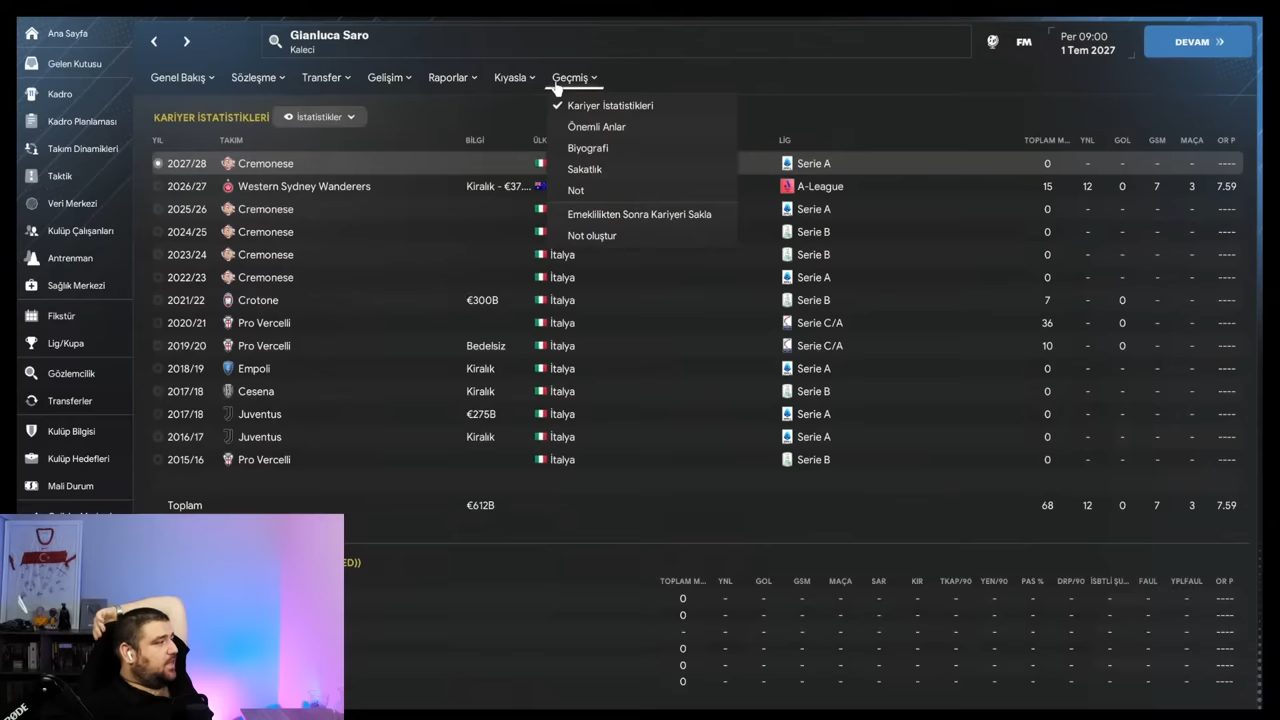 Gianluca Saro
Kaleci
Per 09:00
1 Tem 2027
FM
DEVAM
Ana Sayfa
Gelen Kutusu
Kadro
Kadro Planlaması
Takım Dinamikleri
Taktik
Veri Merkezi
Kulüp Çalışanları
Antrenman
Sağlık Merkezi
Fikstür
Lig/Kupa
Gözlemcilik
Transferler
Kulüp Bilgisi
Kulüp Hedefleri
Mali Durum
Genel Bakış Sözleşme Transfer Gelişim Raporlar Kıyasla Geçmiş
Kariyer İstatistikleri
Önemli Anlar
Biyografi
Sakatlık
Not
Emeklilikten Sonra Kariyeri Sakla
Not oluştur
KARİYER İSTATİSTİKLERİ İstatistikler
YIL TAKIM BİLGİ ÜLK LİG TOPLAM M... YNL GOL GSM MAÇA OR P
2027/28 Cremonese Serie A 0 - - - - ----
2026/27 Western Sydney Wanderers Kiralık - €37.... A-League 15 12 0 7 3 7.59
2025/26 Cremonese Serie A 0 - - - - ----
2024/25 Cremonese Serie B 0 - - - - ----
2023/24 Cremonese İtalya Serie B 0 - - - - ----
2022/23 Cremonese İtalya Serie A 0 - - - - ----
2021/22 Crotone €300B İtalya Serie B 7 - 0 - - ----
2020/21 Pro Vercelli İtalya Serie C/A 36 - 0 - - ----
2019/20 Pro Vercelli Bedelsiz İtalya Serie C/A 10 - 0 - - ----
2018/19 Empoli Kiralık İtalya Serie A 0 - - - - ----
2017/18 Cesena Kiralık İtalya Serie B 0 - - - - ----
2017/18 Juventus €275B İtalya Serie A 0 - - - - ----
2016/17 Juventus Kiralık İtalya Serie A 0 - - - - ----
2015/16 Pro Vercelli İtalya Serie B 0 - - - - ----
Toplam €612B 68 12 0 7 3 7.59
ED))
TOPLAM M... YNL GOL GSM MAÇA SAR KIR TKAP/90 YEN/90 PAS % DRP/90 İSBTLİ ŞU... FAUL YPLFAUL OR P
0 - - - - - - - - - - - - - ----
0 - - - - - - - - - - - - - ----
- - - - - - - - - - - - - - ----
0 - - - - - - - - - - - - - ----
0 - - - - - - - - - - - - - ----
0 - - - - - - - - - - - - - ----
RØDE